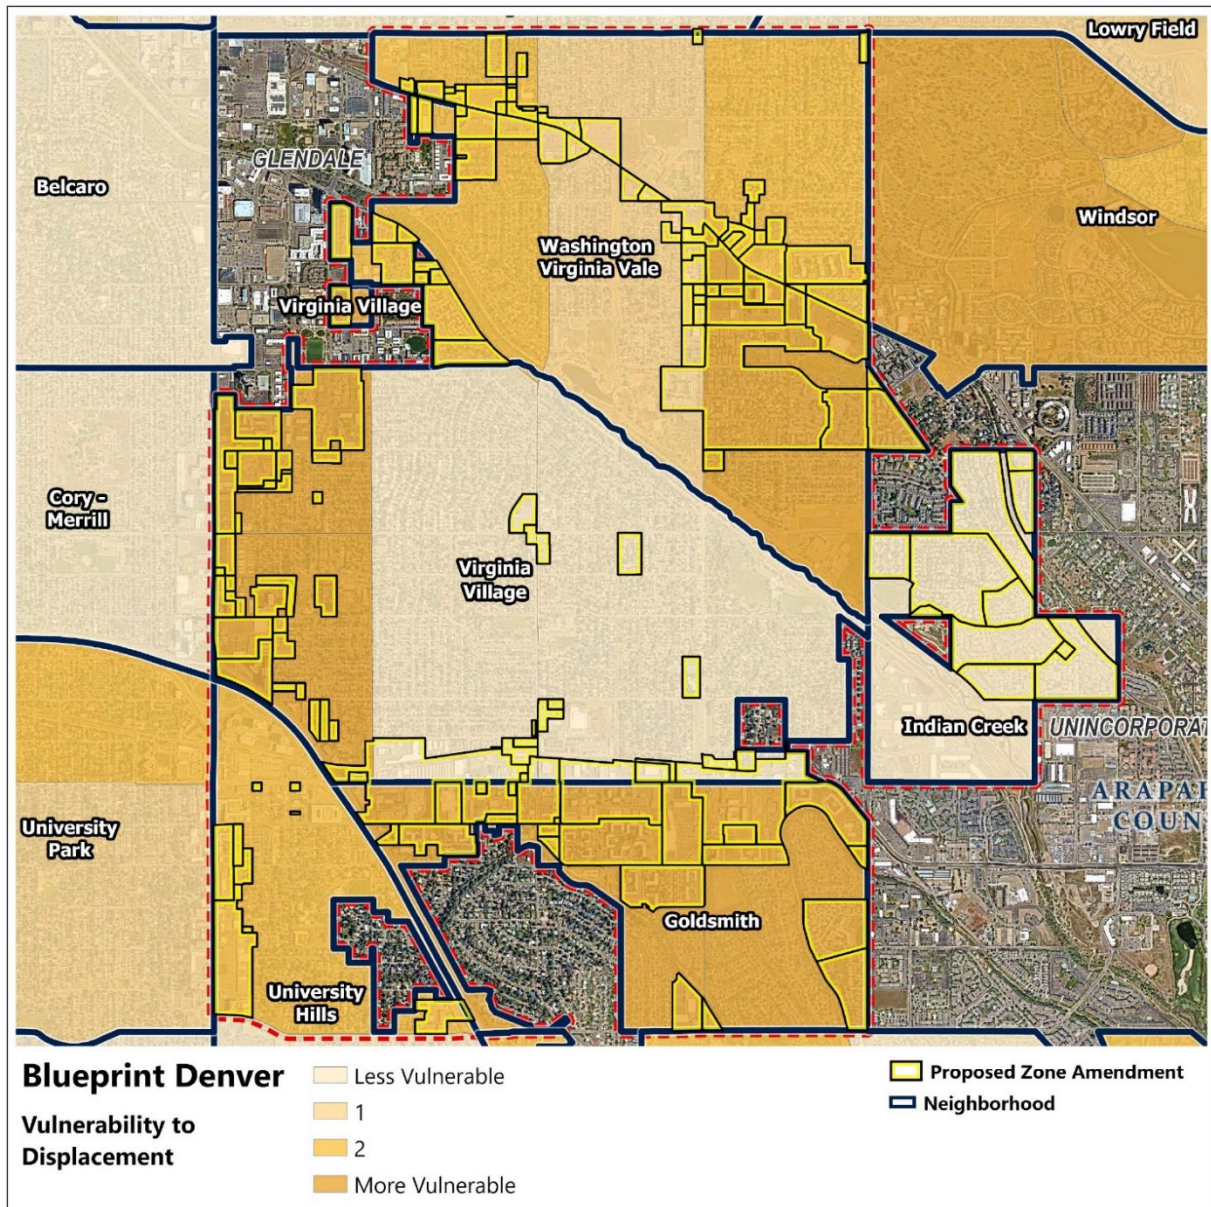 Lowry Field
GLENDALE
Belcaro
Windsor
Washington
Virginia Vale
Virginia Village
Cory -
Merrill
Virginia
Village
Indian Creek
UNINCORPORAT
ARAPAH
COUN
University
Park
Goldsmith
University
Hills
Blueprint Denver
Vulnerability to
Displacement
Less Vulnerable
1
2
More Vulnerable
Proposed Zone Amendment
Neighborhood